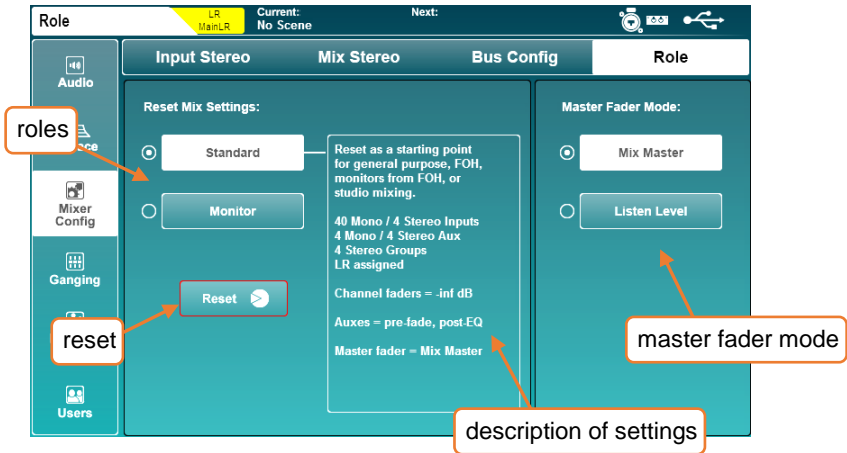 Role
LR
MainLR
Current:
No Scene
Next:
Input Stereo
Mix Stereo
Bus Config
Role
Audio
roles
ce
Mixer
Config
Ganging
Users
Reset Mix Settings:
Standard
Monitor
Reset
reset
Reset as a starting point
for general purpose, FOH,
monitors from FOH, or
studio mixing.
40 Mono / 4 Stereo Inputs
4 Mono / 4 Stereo Aux
4 Stereo Groups
LR assigned
Channel faders = -inf dB
Auxes = pre-fade, post-EQ
Master fader = Mix Master
Master Fader Mode:
Mix Master
Listen Level
master fader mode
description of settings